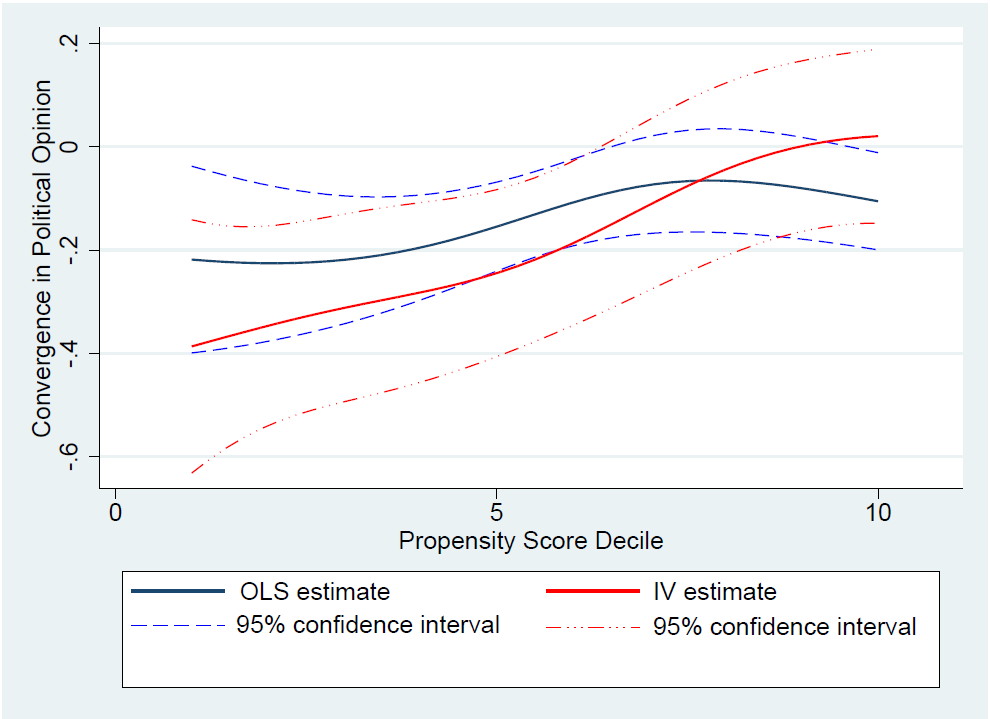 Convergence in Political Opinion
.2
0
-.2
-.4
-.6
0 5 10
Propensity Score Decile
OLS estimate IV estimate
95% confidence interval 95% confidence interval